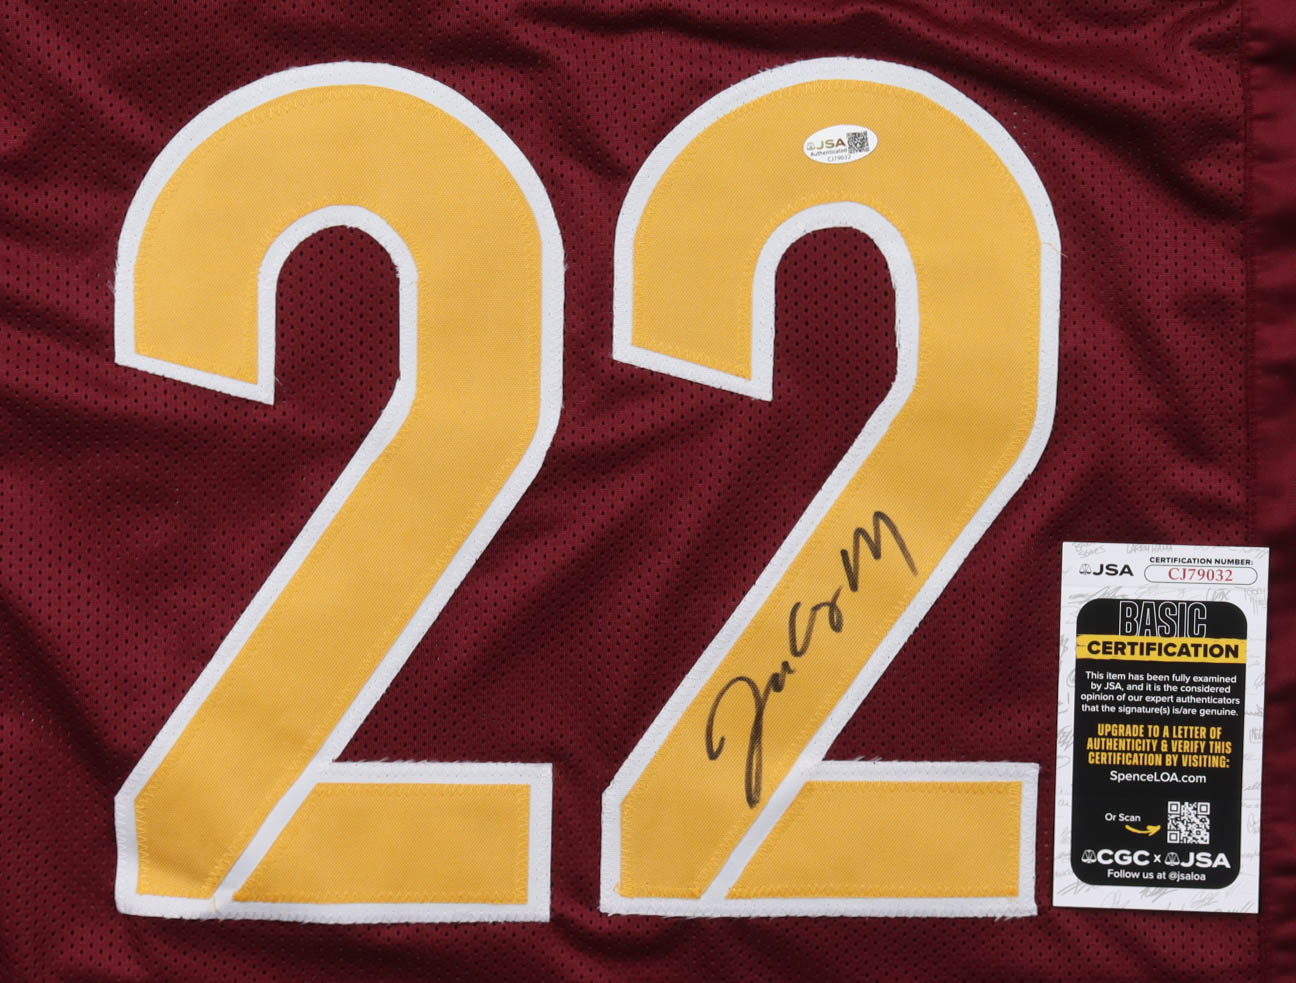 22
JSA
Authenticated
CJ79032
JSA
CERTIFICATION NUMBER:
CJ79032
BASIC
CERTIFICATION
This item has been fully examined
by JSA, and it is the considered
opinion of our expert authenticators
that the signature(s) is/are genuine.
UPGRADE TO A LETTER OF
AUTHENTICITY & VERIFY THIS
CERTIFICATION BY VISITING:
SpenceLOA.com
Or Scan
CGC x JSA
Follow us at @jsaloa